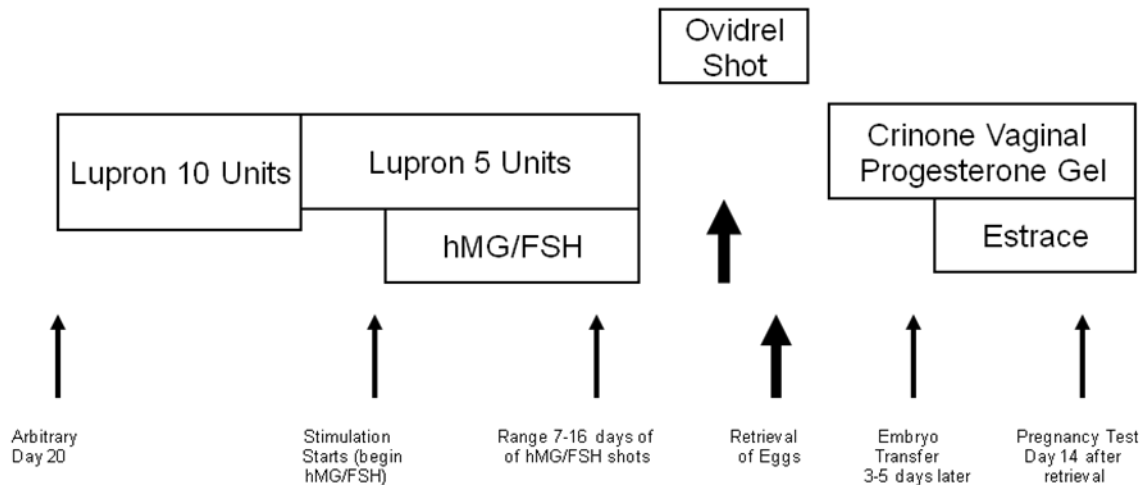 Ovidrel
Shot
Lupron 10 Units
Lupron 5 Units
Crinone Vaginal
Progesterone Gel
hMG/FSH
Estrace
Arbitrary
Day 20
Stimulation
Starts (begin
hMG/FSH)
Range 7-16 days of
of hMG/FSH shots
Retrieval
of Eggs
Embryo
Transfer
3-5 days later
Pregnancy Test
Day 14 after
retrieval